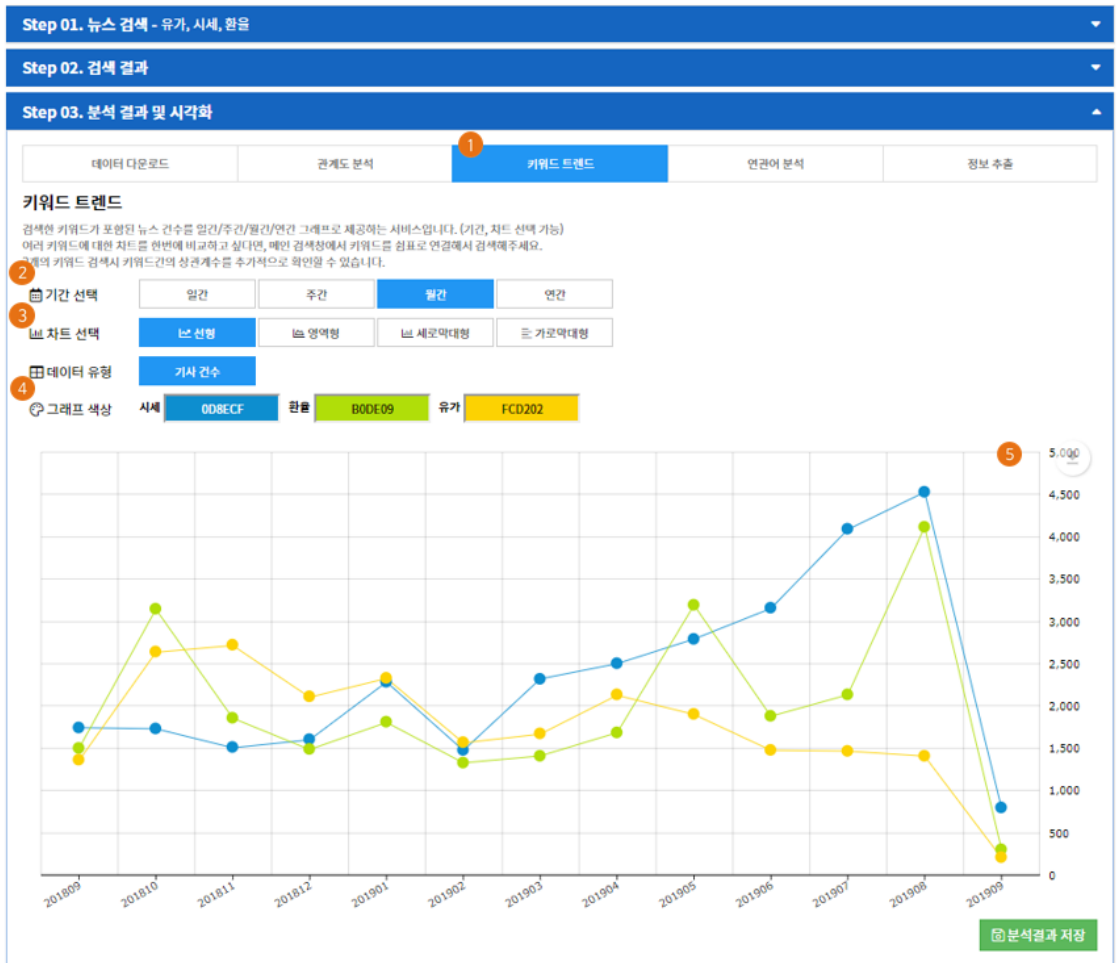 Step 01. 뉴스 검색 - 유가, 시세, 환율
Step 02. 검색 결과
Step 03. 분석 결과 및 시각화
1
데이터 다운로드 관계도 분석 키워드 트렌드 연관어 분석 정보 추출
키워드 트렌드
검색한 키워드가 포함된 뉴스 건수를 일간/주간/월간/연간 그래프로 제공하는 서비스입니다. (기간, 차트 선택 가능)
여러 키워드에 대한 차트를 한번에 비교하고 싶다면, 메인 검색창에서 키워드를 쉼표로 연결해서 검색해주세요.
개의 키워드 검색시 키워드간의 상관계수를 추가적으로 확인할 수 있습니다.
2
기간 선택 일간 주간 월간 연간
3
차트 선택 선형 영역형 세로막대형 가로막대형
데이터 유형 기사 건수
4
그래프 색상 시세 0D8ECF 환율 B0DE09 유가 FCD202
5
5,000
4,500
4,000
3,500
3,000
2,500
2,000
1,500
1,000
500
0
201809 201810 201811 201812 201901 201902 201903 201904 201905 201906 201907 201908 201909
분석결과 저장